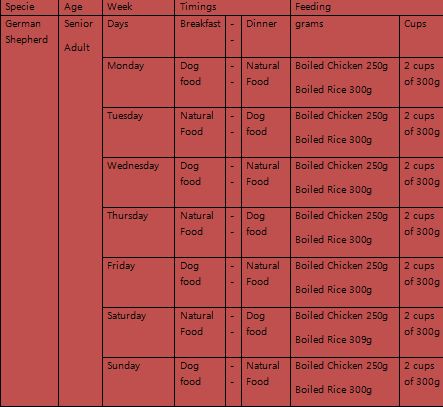 Specie Age Week Timings Feeding
German Senior Days Breakfast - Dinner grams Cups
Shepherd Adult -
Monday Dog - Natural Boiled Chicken 250g 2 cups
food - Food Boiled Rice 300g of 300g
Tuesday Natural - Dog Boiled Chicken 250g 2 cups
Food - food Boiled Rice 300g of 300g
Wednesday Dog - Natural Boiled Chicken 250g 2 cups
food - Food Boiled Rice 300g of 300g
Thursday Natural - Dog Boiled Chicken 250g 2 cups
Food - food Boiled Rice 300g of 300g
Friday Dog - Natural Boiled Chicken 250g 2 cups
food - Food Boiled Rice 300g of 300g
Saturday Natural - Dog Boiled Chicken 250g 2 cups
Food - food Boiled Rice 309g of 300g
Sunday Dog - Natural Boiled Chicken 250g 2 cups
food - Food Boiled Rice 300g of 300g